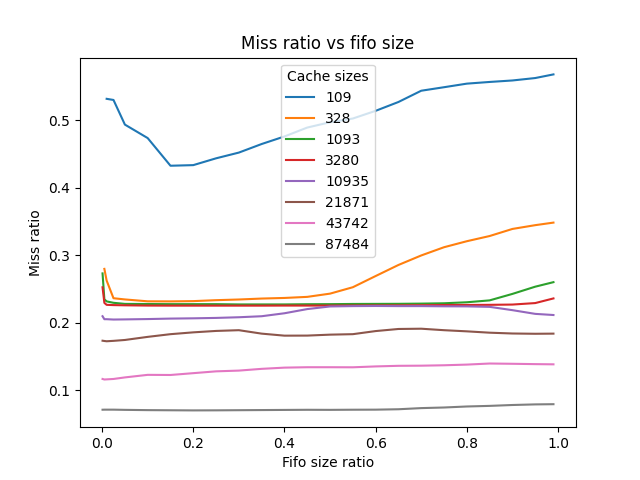 Miss ratio vs fifo size
Cache sizes
109
328
1093
3280
10935
21871
43742
87484
Miss ratio
0.5
0.4
0.3
0.2
0.1
0.0 0.2 0.4 0.6 0.8 1.0
Fifo size ratio